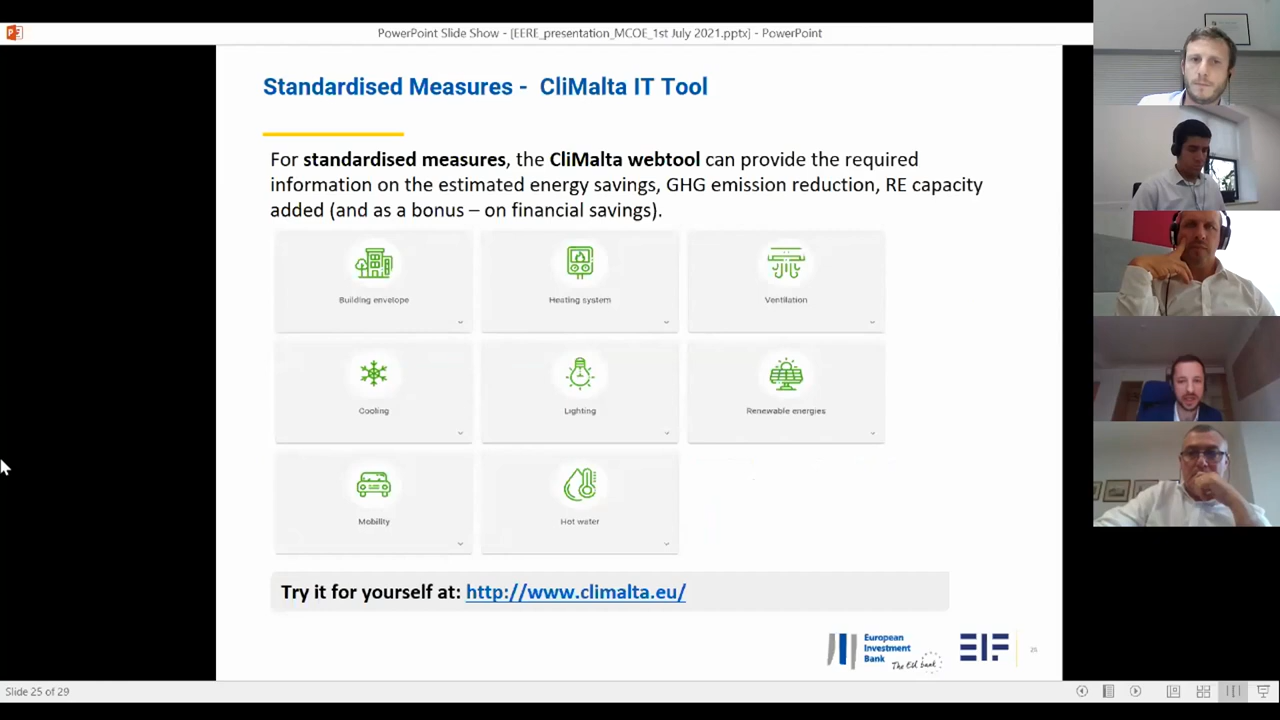 PowerPoint Slide Show - [EERE_presentation_MCOE_1st July 2021.pptx] - PowerPoint
Standardised Measures - CliMalta IT Tool
For standardised measures, the CliMalta webtool can provide the required
information on the estimated energy savings, GHG emission reduction, RE capacity
added (and as a bonus – on financial savings).
Building envelope
Heating system
Ventilation
Cooling
Lighting
Renewable energies
Mobility
Hot water
Try it for yourself at: http://www.climalta.eu/
European
Investment
Bank
The EU bank
EIF
Slide 25 of 29